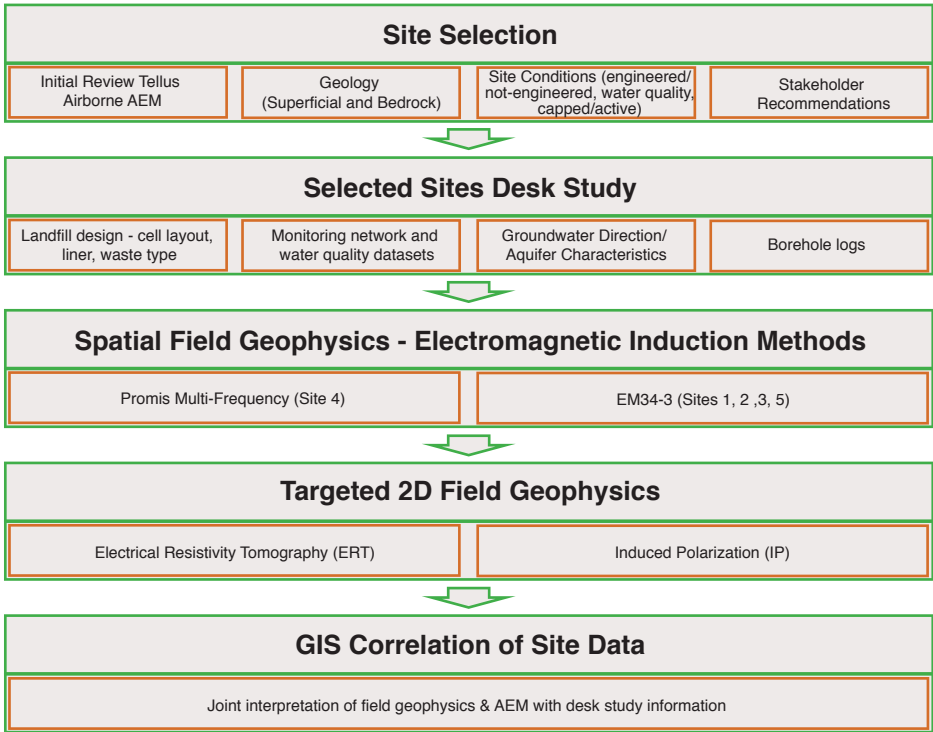 Site Selection
Initial Review Tellus
Airborne AEM
Geology
(Superficial and Bedrock)
Site Conditions (engineered/
not-engineered, water quality,
capped/active)
Stakeholder
Recommendations
Selected Sites Desk Study
Landfill design - cell layout,
liner, waste type
Monitoring network and
water quality datasets
Groundwater Direction/
Aquifer Characteristics
Borehole logs
Spatial Field Geophysics - Electromagnetic Induction Methods
Promis Multi-Frequency (Site 4)
EM34-3 (Sites 1, 2 ,3, 5)
Targeted 2D Field Geophysics
Electrical Resistivity Tomography (ERT)
Induced Polarization (IP)
GIS Correlation of Site Data
Joint interpretation of field geophysics & AEM with desk study information